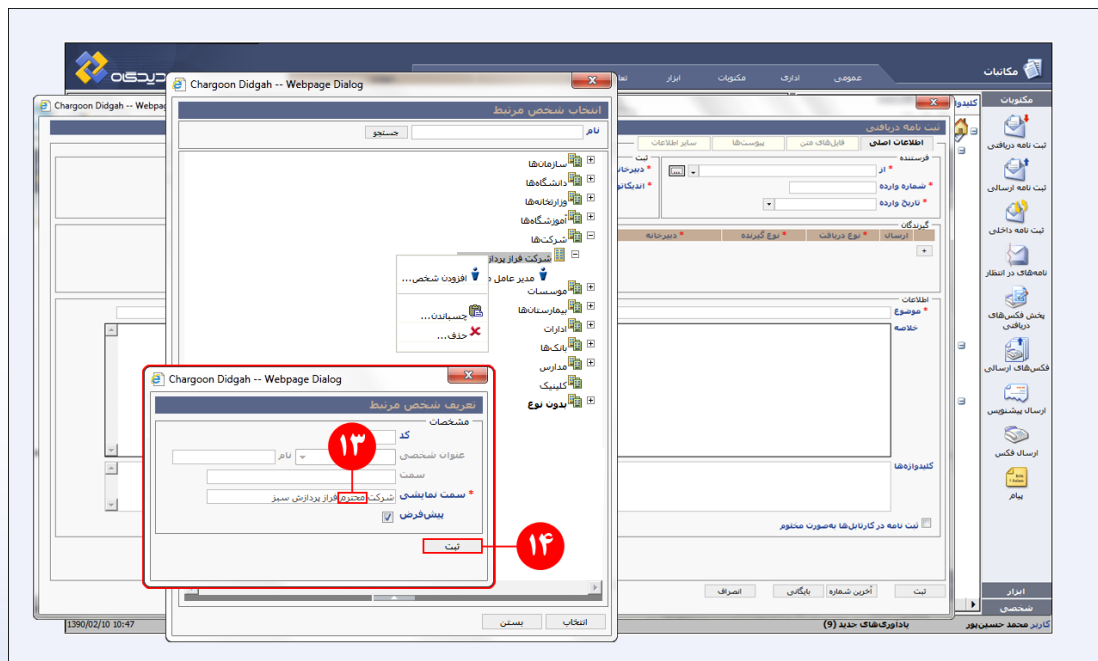 مکاتبات
دیدگاه
عمومی
اداری
مکتوبات
ابزار
Chargoon Didgah -- Webpage Dialog
انتخاب شخص مرتبط
نام
جستجو
سازمان‌ها
دانشگاه‌ها
وزارتخانه‌ها
آموزشگاه‌ها
شرکت‌ها
شرکت فراز پرداز
مدیر عامل
موسسات
بیمارستان‌ها
ادارات
بانک‌ها
مدارس
کلینیک
بدون نوع
افزودن شخص...
چسباندن...
حذف...
انتخاب
بستن
Chargoon Didgah -- Webpage Dialog
تعریف شخص مرتبط
مشخصات
کد
عنوان شخصی
نام
سمت
* سمت نمایشی
شرکت محترم فراز پردازش سبز
پیش‌فرض
ثبت
۱۳
۱۴
Chargoon Didgah -- Webpag
ثبت نامه دریافتی
اطلاعات اصلی
فایل‌های متن
پیوست‌ها
سایر اطلاعات
فرستنده
* از
* شماره وارده
* تاریخ وارده
ثبت
گیرندگان
ارسال
* نوع دریافت
* نوع گیرنده
* دبیرخانه
اطلاعات
* موضوع
خلاصه
کلیدواژه‌ها
ثبت نامه در کارتابل‌ها به‌صورت مختوم
ثبت
آخرین شماره
بایگانی
انصراف
مکتوبات
ثبت نامه دریافتی
ثبت نامه ارسالی
ثبت نامه داخلی
نامه‌های در انتظار
پخش فکس‌های دریافتی
فکس‌های ارسالی
ارسال پیشنویس
ارسال فکس
پیام
ابزار
شخصی
کاربر محمد حسین‌پور
یادآوری‌های جدید (9)
1390/02/10 10:47